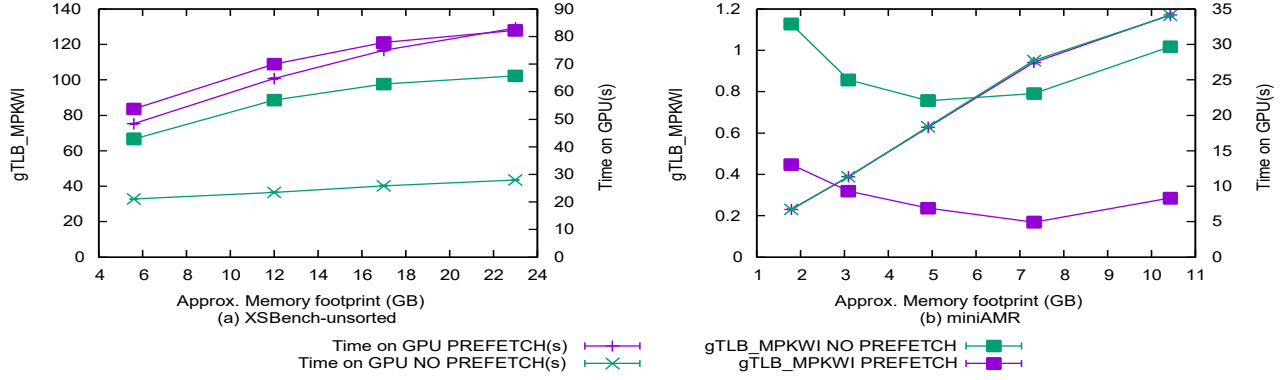 140
120
100
80
60
40
20
0
gTLB_MPKWI
90
80
70
60
50
40
30
20
10
0
Time on GPU(s)
4 6 8 10 12 14 16 18 20 22 24
Approx. Memory footprint (GB)
(a) XSBench-unsorted
1.2
1
0.8
0.6
0.4
0.2
0
gTLB_MPKWI
35
30
25
20
15
10
5
0
Time on GPU(s)
1 2 3 4 5 6 7 8 9 10 11
Approx. Memory footprint (GB)
(b) miniAMR
Time on GPU PREFETCH(s)
Time on GPU NO PREFETCH(s)
gTLB_MPKWI NO PREFETCH
gTLB_MPKWI PREFETCH